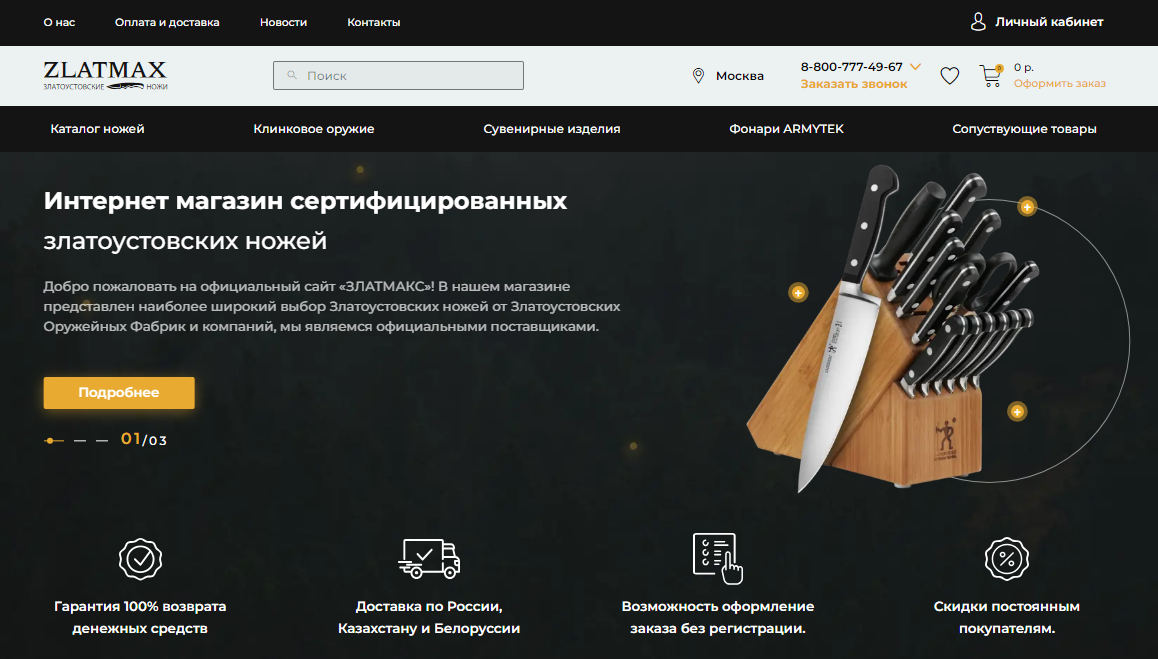 О нас Оплата и доставка Новости Контакты Личный кабинет
ZLATMAX
ЗЛАТОУСТОВСКИЕ НОЖИ
Поиск
Москва
8-800-777-49-67
Заказать звонок
0
0 р.
Оформить заказ
Каталог ножей Клинковое оружие Сувенирные изделия Фонари ARMYTEK Сопуствующие товары
Интернет магазин сертифицированных
златоустовских ножей
Добро пожаловать на официальный сайт «ЗЛАТМАКС»! В нашем магазине
представлен наиболее широкий выбор Златоустовских ножей от Златоустовских
Оружейных Фабрик и компаний, мы являемся официальными поставщиками.
Подробнее
01/03
Гарантия 100% возврата
денежных средств
Доставка по России,
Казахстану и Белоруссии
Возможность оформление
заказа без регистрации.
Скидки постоянным
покупателям.